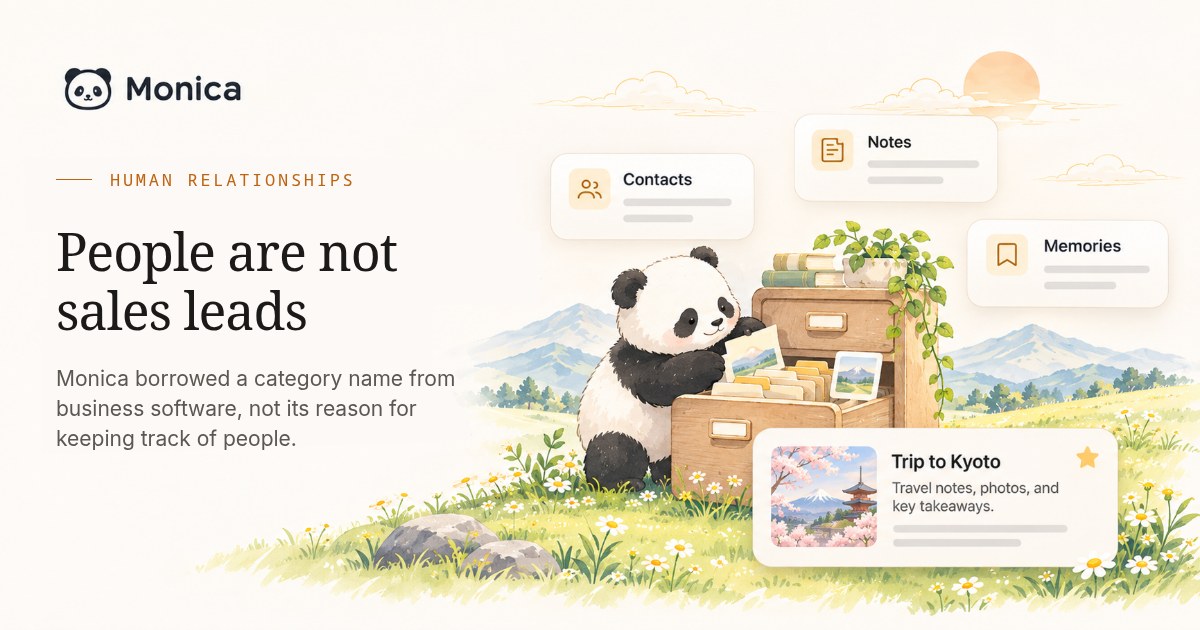 Monica
HUMAN RELATIONSHIPS
People are not
sales leads
Monica borrowed a category name from
business software, not its reason for
keeping track of people.
Contacts
Notes
Memories
Trip to Kyoto
Travel notes, photos, and
key takeaways.